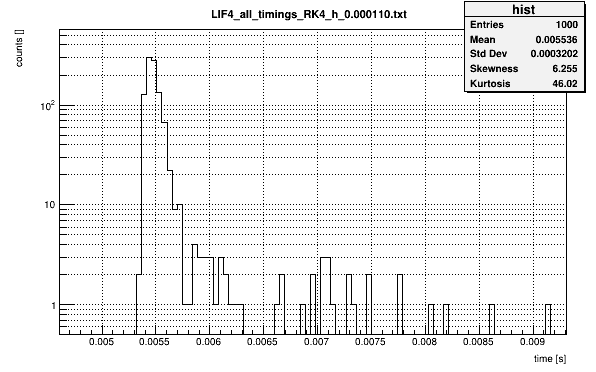 LIF4_all_timings_RK4_h_0.000110.txt
hist
Entries 1000
Mean 0.005536
Std Dev 0.0003202
Skewness 6.255
Kurtosis 46.02
counts []
10²
10
1
0.005 0.0055 0.006 0.0065 0.007 0.0075 0.008 0.0085 0.009
time [s]